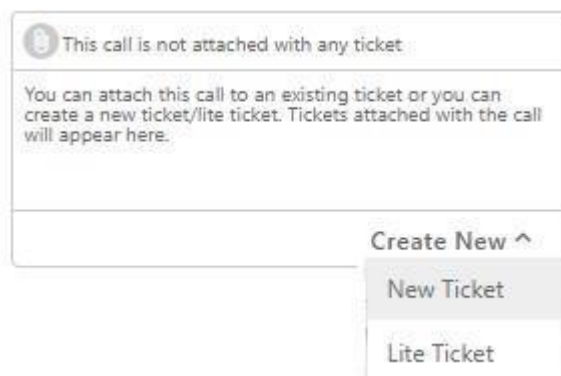 This call is not attached with any ticket
You can attach this call to an existing ticket or you can
create a new ticket/lite ticket. Tickets attached with the call
will appear here.
Create New ^
New Ticket
Lite Ticket